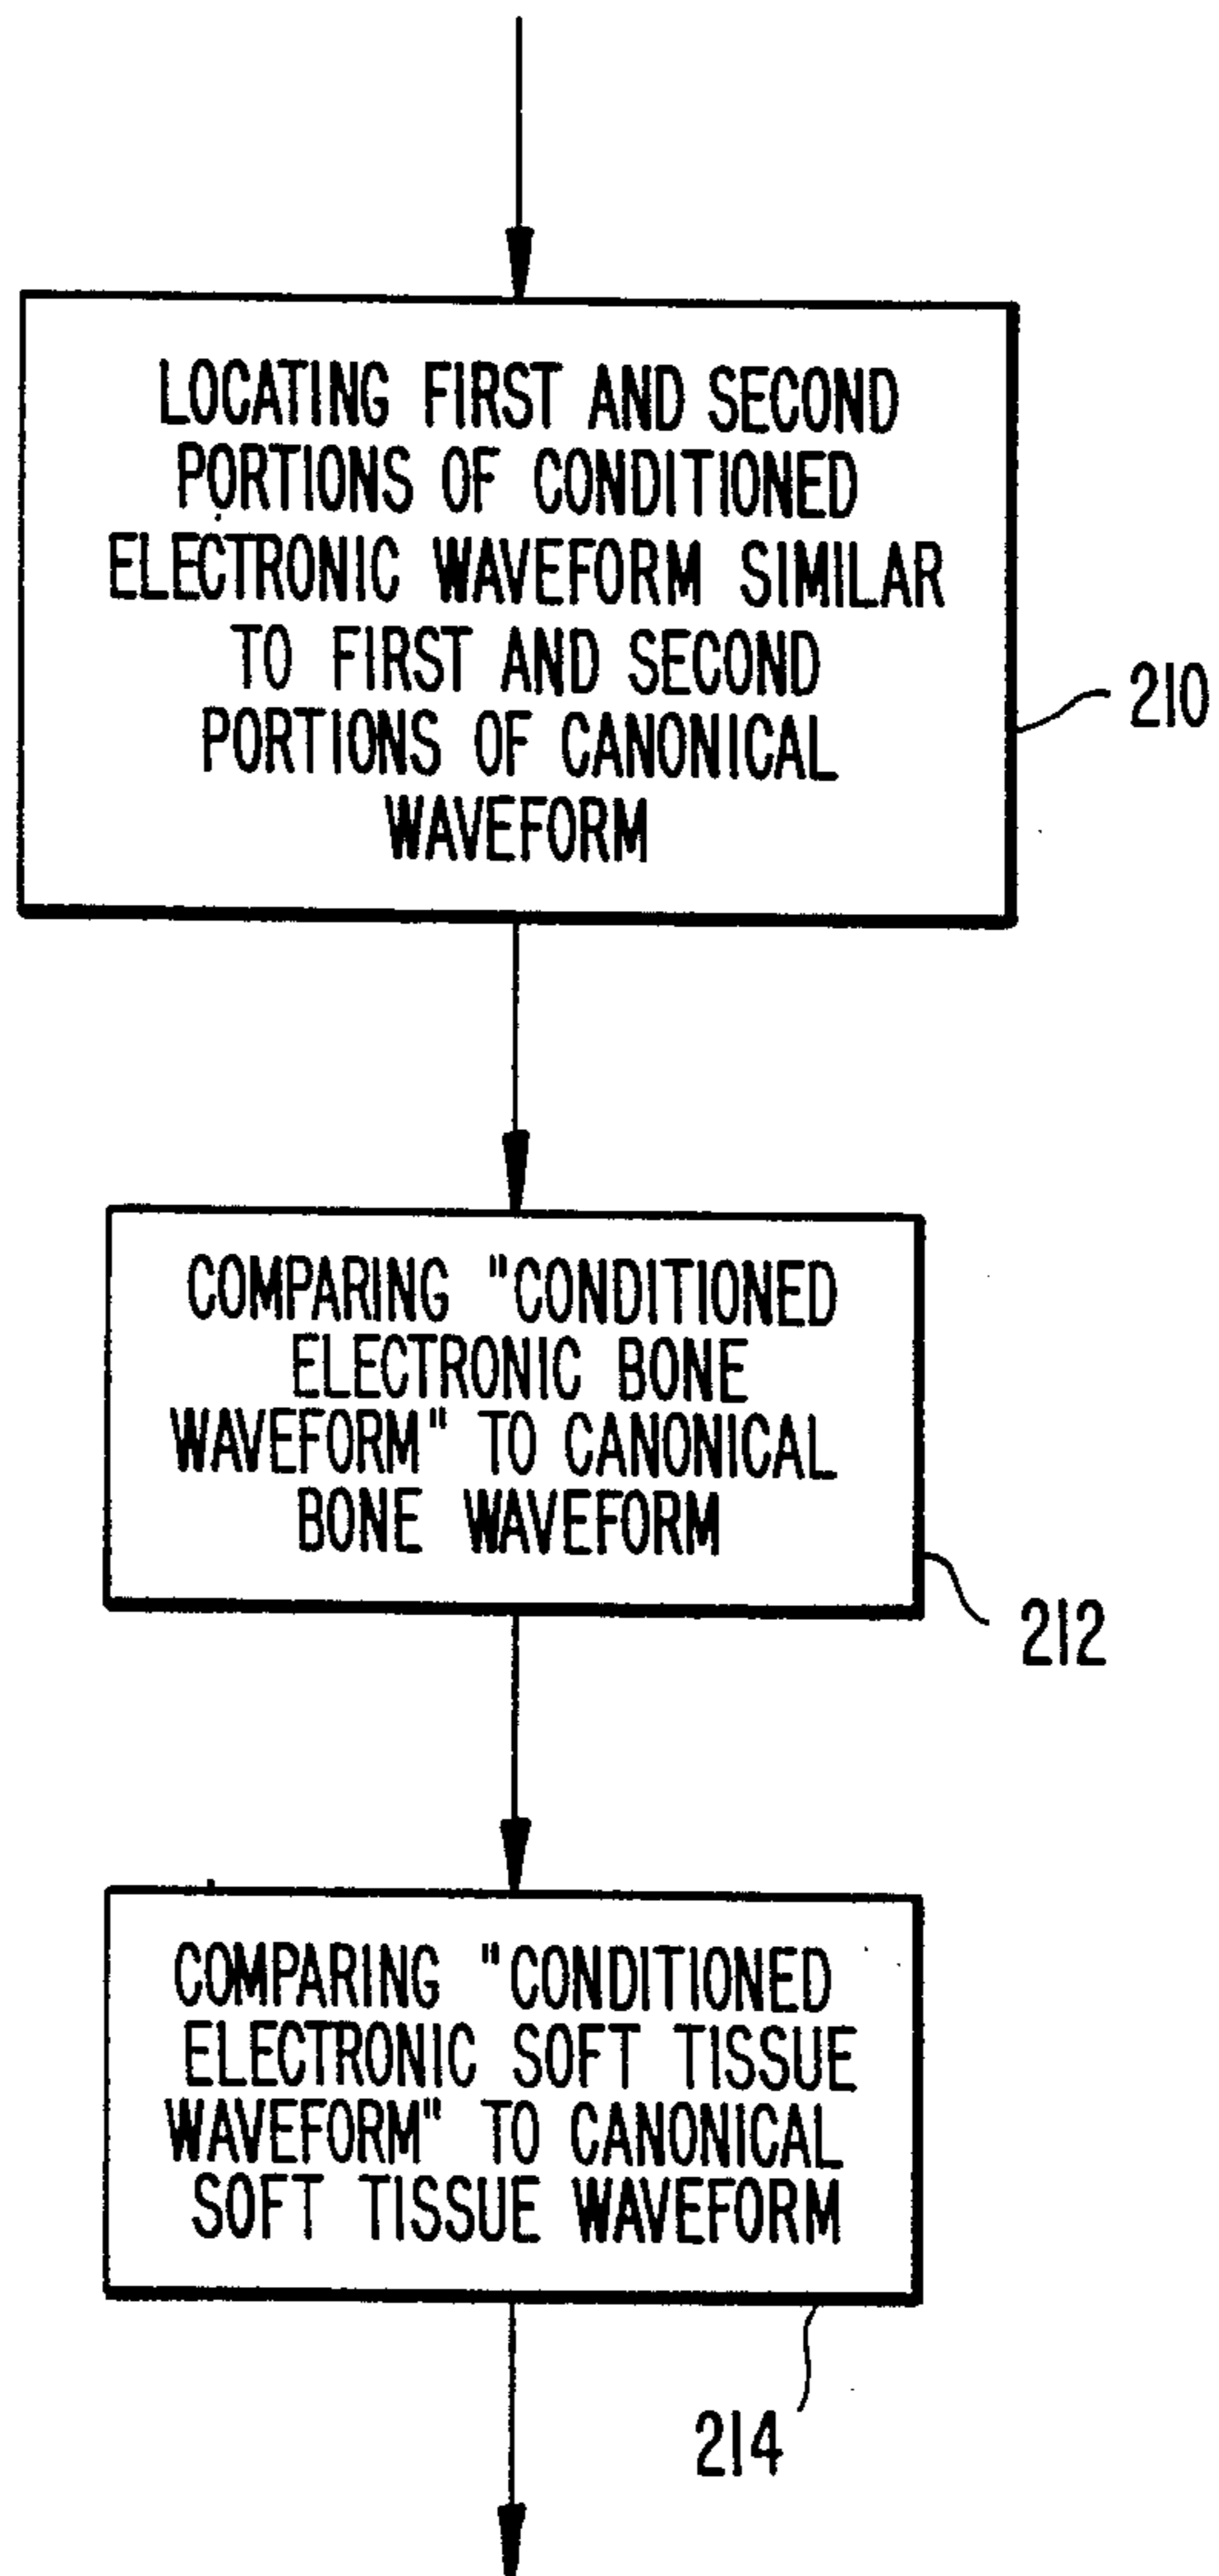 LOCATING FIRST AND SECOND
PORTIONS OF CONDITIONED
ELECTRONIC WAVEFORM SIMILAR
TO FIRST AND SECOND
PORTIONS OF CANONICAL
WAVEFORM
210
COMPARING "CONDITIONED
ELECTRONIC BONE
WAVEFORM" TO CANONICAL
BONE WAVEFORM
212
COMPARING "CONDITIONED
ELECTRONIC SOFT TISSUE
WAVEFORM" TO CANONICAL
SOFT TISSUE WAVEFORM
214